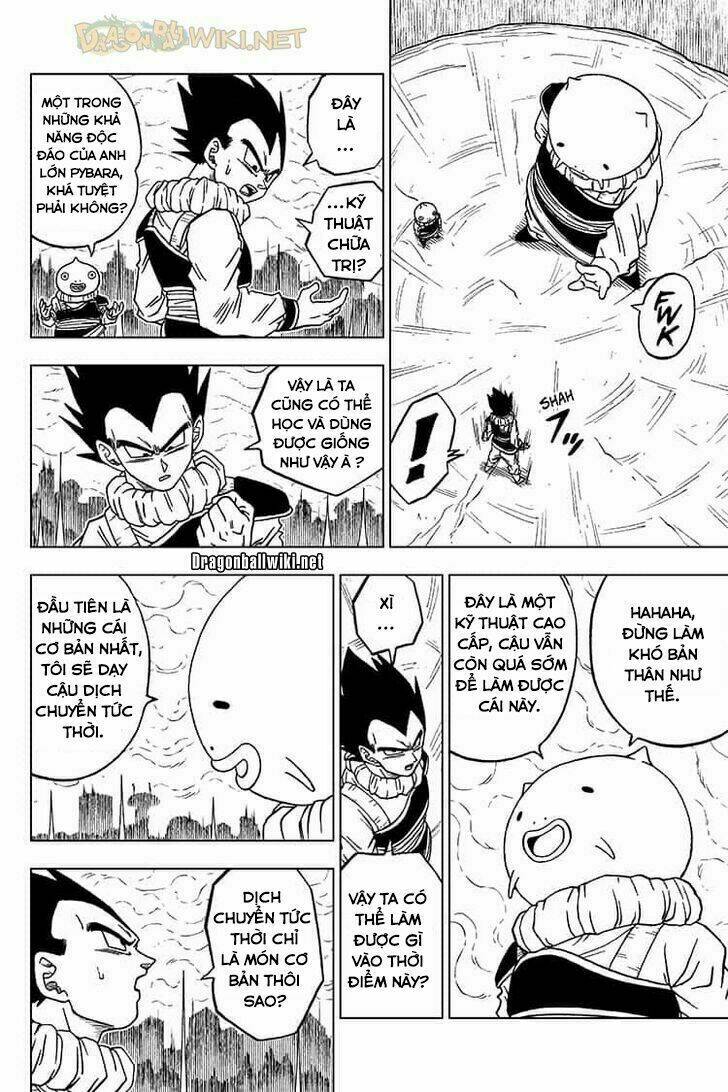 DRAGONBALLWIKI.NET
EWK
SHAH
!
ĐÂY
LÀ
...
...KỸ
THUẬT
CHỮA
TRỊ?
MỘT TRONG
NHỮNG KHẢ
NĂNG ĐỘC
ĐÁO CỦA ANH
LỚN PYBARA,
KHÁ TUYỆT
PHẢI KHÔNG?
VẬY LÀ TA
CŨNG CÓ THỂ
HỌC VÀ DÙNG
ĐƯỢC GIỐNG
NHƯ VẬY À ?
Dragonballwiki.net
HAHAHA,
ĐỪNG LÀM
KHÓ BẢN
THÂN NHƯ
THẾ.
ĐÂY LÀ MỘT
KỸ THUẬT CAO
CẤP, CẬU VẪN
CÒN QUÁ SỚM
ĐỂ LÀM ĐƯỢC
CÁI NÀY.
XÌ
...
VẬY TA CÓ
THỂ LÀM
ĐƯỢC GÌ
VÀO THỜI
ĐIỂM NÀY?
ĐẦU TIÊN LÀ
NHỮNG CÁI
CƠ BẢN NHẤT,
TÔI SẼ DẠY
CẬU DỊCH
CHUYỂN TỨC
THỜI.
DỊCH
CHUYỂN TỨC
THỜI CHỈ
LÀ MÓN CƠ
BẢN THÔI
SAO?